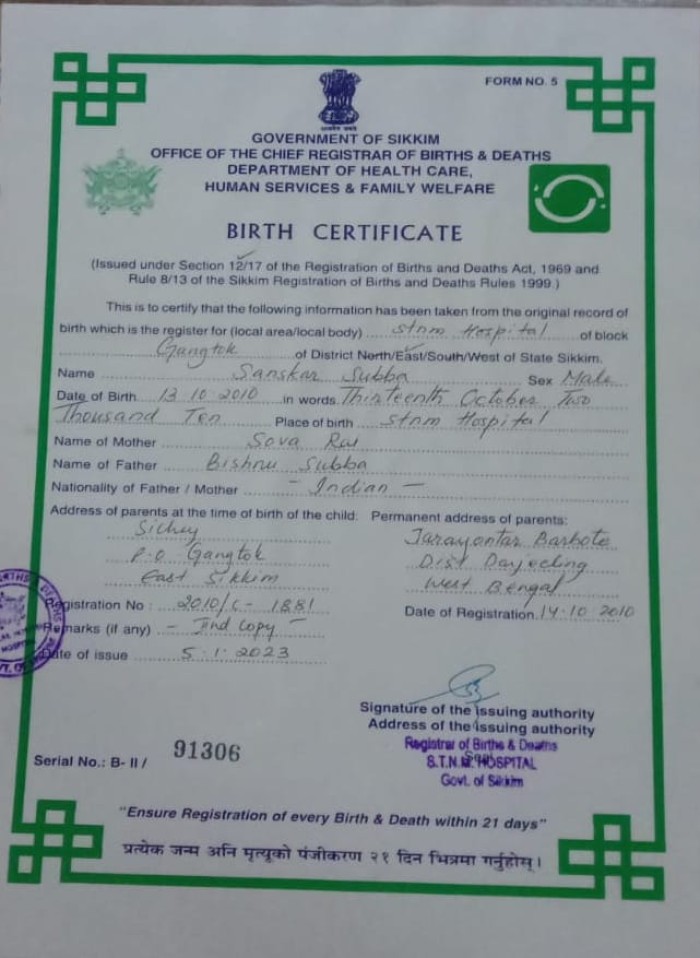 FORM NO. 5
सत्यमेव जयते
GOVERNMENT OF SIKKIM
OFFICE OF THE CHIEF REGISTRAR OF BIRTHS & DEATHS
DEPARTMENT OF HEALTH CARE,
HUMAN SERVICES & FAMILY WELFARE
BIRTH CERTIFICATE
(Issued under Section 12/17 of the Registration of Births and Deaths Act, 1969 and
Rule 8/13 of the Sikkim Registration of Births and Deaths Rules 1999.)
This is to certify that the following information has been taken from the original record of
birth which is the register for (local area/local body) stnm Hospital of block
Gangtok of District North/East/South/West of State Sikkim.
Name Sanskar Subba Sex Male
Date of Birth 13 10 2010 in words Thirteenth October Two
Thousand Ten Place of birth stnm Hospital
Name of Mother Sova Rai
Name of Father Bishnu Subba
Nationality of Father / Mother - Indian -
Address of parents at the time of birth of the child: Permanent address of parents:
Sichey Tarayantar Barbote
P.O Gangtok Dist Darjeeling
East Sikkim West Bengal
Registration No : 2010/C - 1881 Date of Registration 14.10 2010
Remarks (if any) - IInd Copy -
Date of issue 5.1.2023
Signature of the issuing authority
Address of the issuing authority
Registrar of Births & Deaths
Seal
S.T.N.M. HOSPITAL
Govt. of Sikkim
Serial No.: B- II / 91306
"Ensure Registration of every Birth & Death within 21 days"
प्रत्येक जन्म अनि मृत्यूको पंजीकरण २१ दिन भित्रमा गर्नुहोस् ।